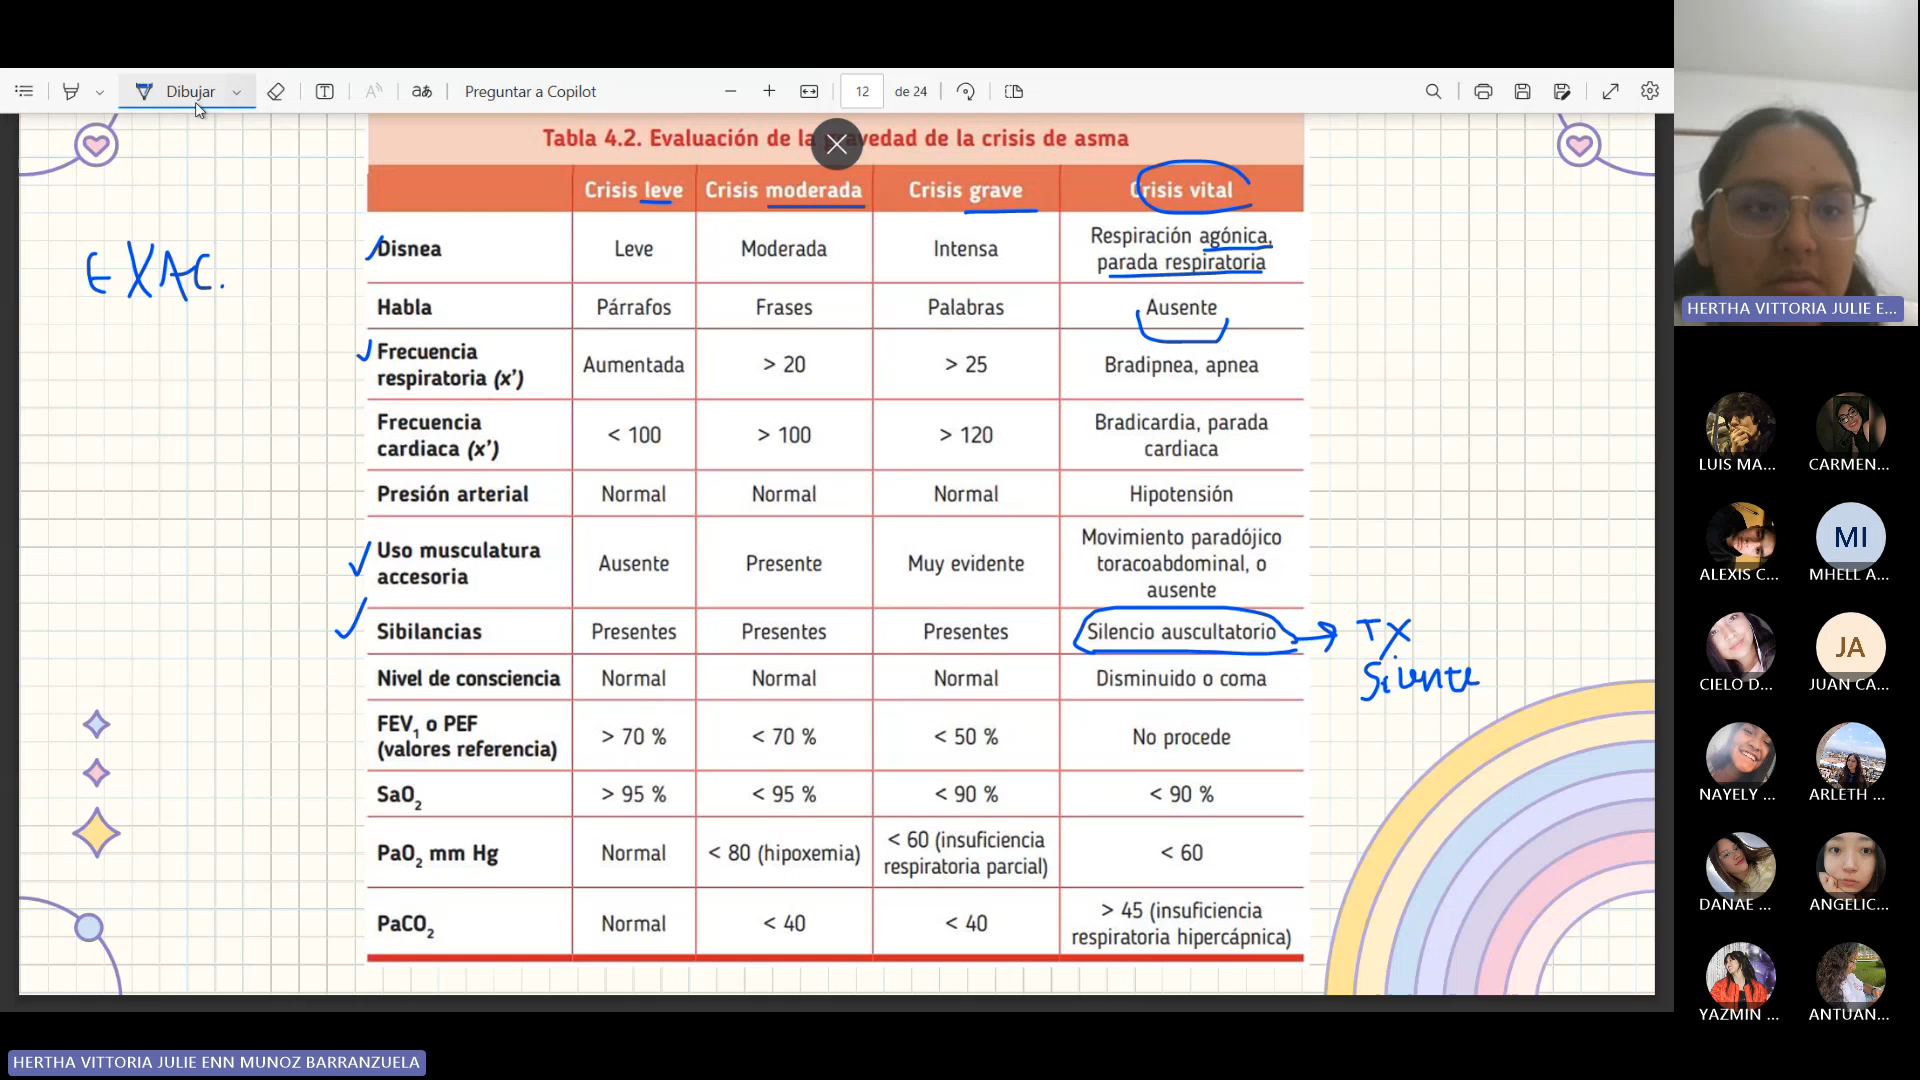 Dibujar
Preguntar a Copilot
12 de 24
Tabla 4.2. Evaluación de la gravedad de la crisis de asma
Crisis leve Crisis moderada Crisis grave Crisis vital
Disnea Leve Moderada Intensa Respiración agónica, parada respiratoria
Habla Párrafos Frases Palabras Ausente
Frecuencia respiratoria (x’) Aumentada > 20 > 25 Bradipnea, apnea
Frecuencia cardiaca (x’) < 100 > 100 > 120 Bradicardia, parada cardiaca
Presión arterial Normal Normal Normal Hipotensión
Uso musculatura accesoria Ausente Presente Muy evidente Movimiento paradójico toracoabdominal, o ausente
Sibilancias Presentes Presentes Presentes Silencio auscultatorio
Nivel de consciencia Normal Normal Normal Disminuido o coma
FEV1 o PEF (valores referencia) > 70 % < 70 % < 50 % No procede
SaO2 > 95 % < 95 % < 90 % < 90 %
PaO2 mm Hg Normal < 80 (hipoxemia) < 60 (insuficiencia respiratoria parcial) < 60
PaCO2 Normal < 40 < 40 > 45 (insuficiencia respiratoria hipercápnica)
EXAC.
TX
HERTHA VITTORIA JULIE E...
LUIS MA... CARMEN...
ALEXIS C... MI MHELL A...
CIELO D... JA JUAN CA...
NAYELY ... ARLETH ...
DANAE ... ANGELIC...
YAZMIN ... ANTUAN...
HERTHA VITTORIA JULIE ENN MUNOZ BARRANZUELA